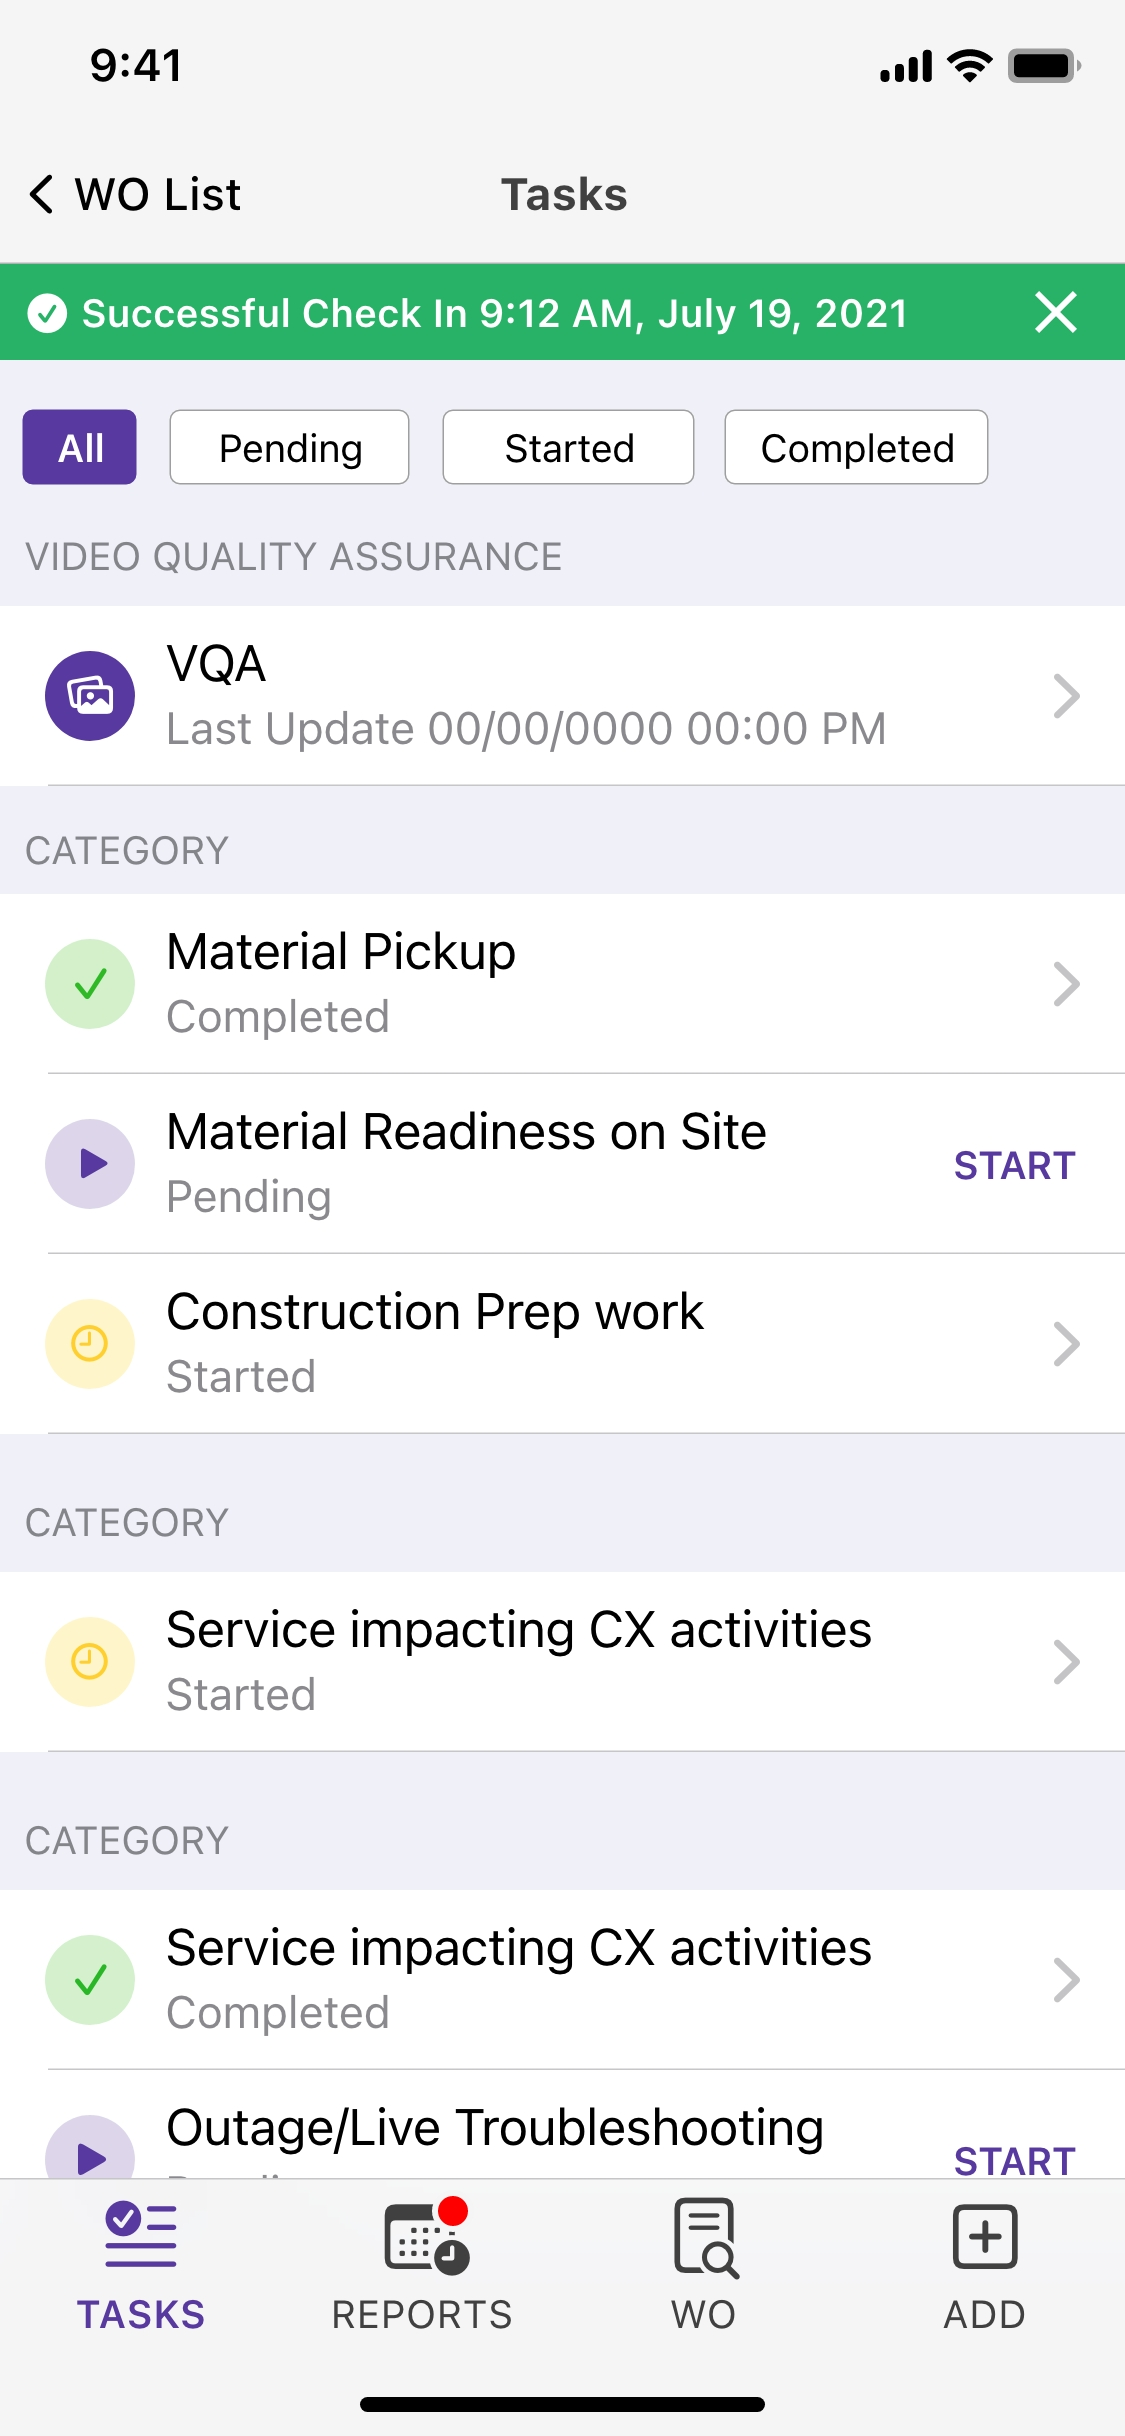 9:41
WO List
Tasks
Successful Check In 9:12 AM, July 19, 2021
All
Pending
Started
Completed
VIDEO QUALITY ASSURANCE
VQA
Last Update 00/00/0000 00:00 PM
CATEGORY
Material Pickup
Completed
Material Readiness on Site
START
Pending
Construction Prep work
Started
CATEGORY
Service impacting CX activities
Started
CATEGORY
Service impacting CX activities
Completed
Outage/Live Troubleshooting
START
TASKS
REPORTS
WO
ADD